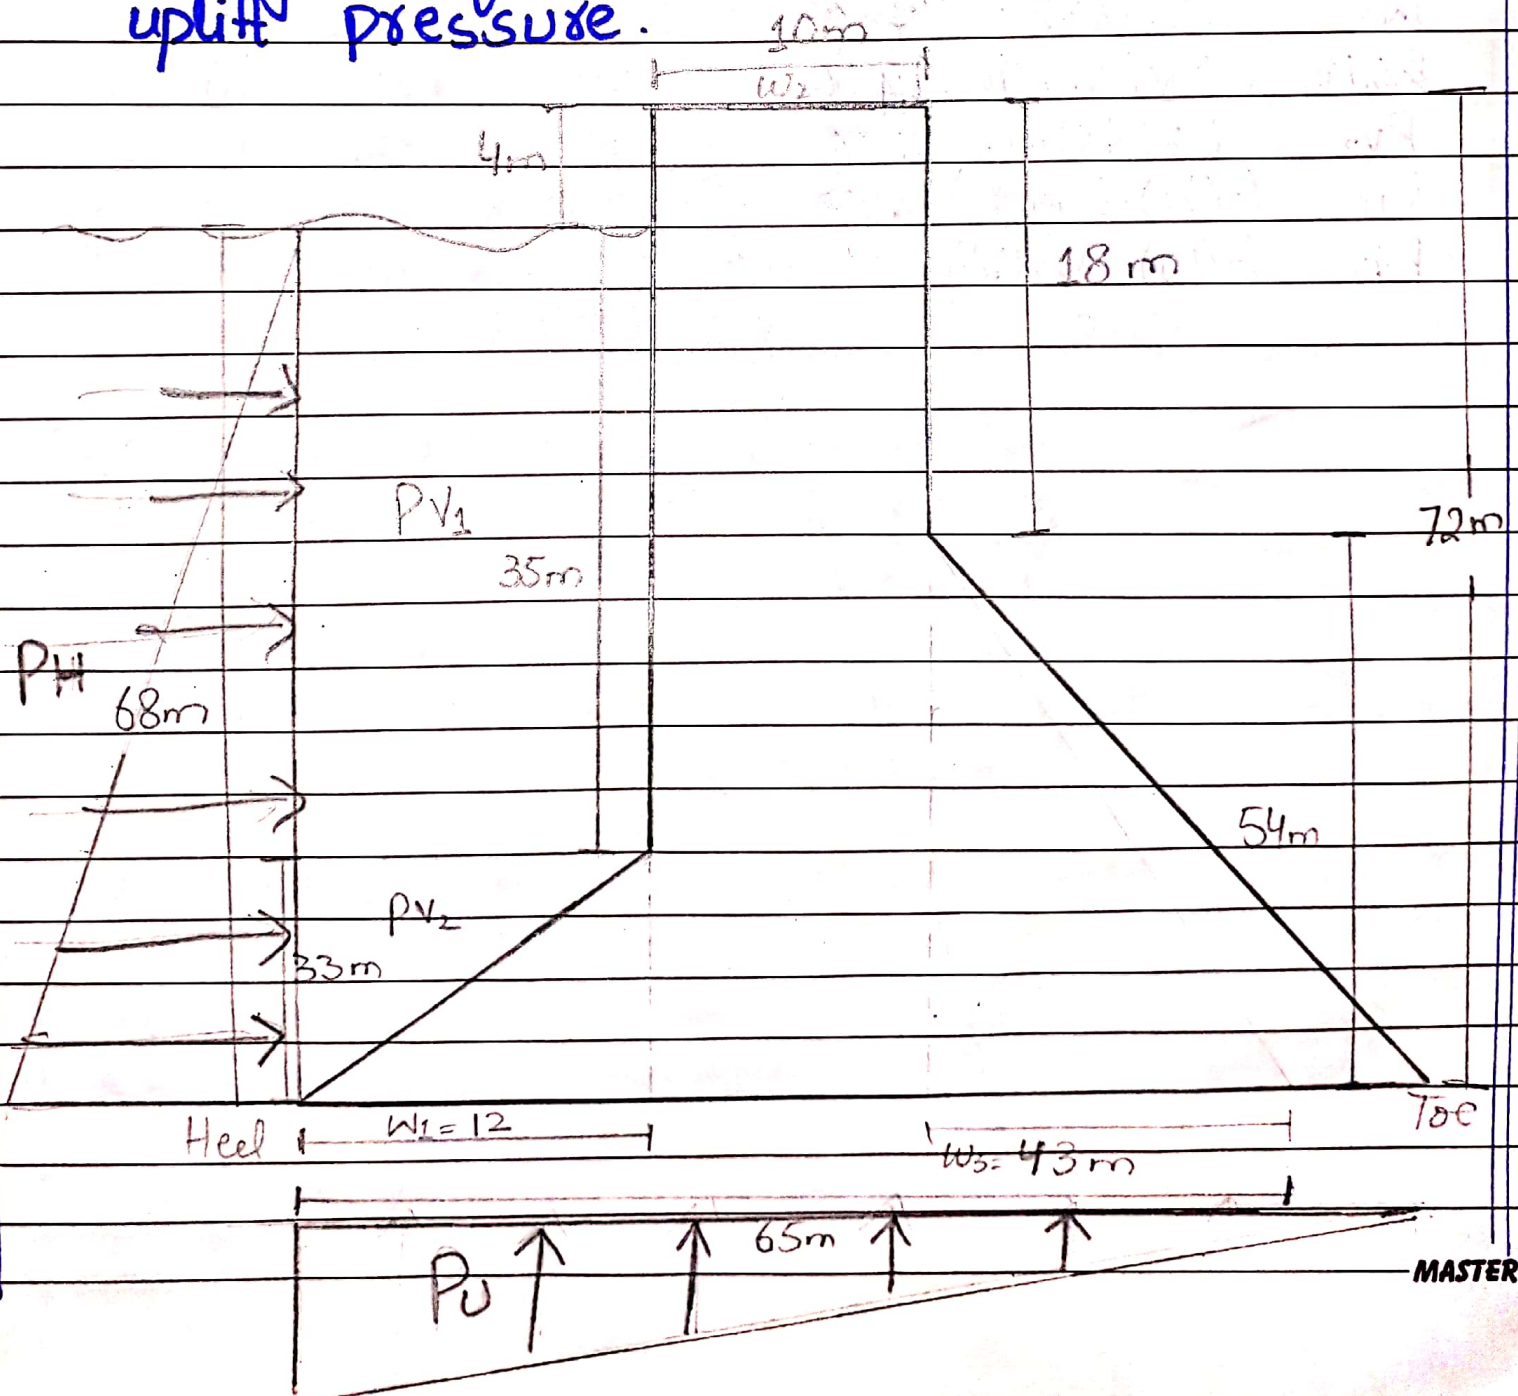 uplift pressure.
10m
W2
4m
18m
PV1
35m
72m
PH
68m
54m
PV2
33m
Heel
W1=12
Toe
W3=43m
65m
PU
MASTER